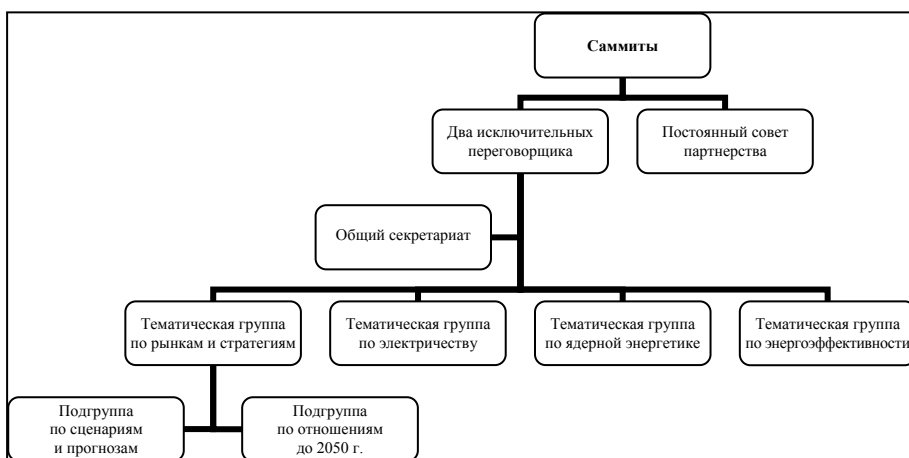 Саммиты
Два исключительных
переговорщика
Постоянный совет
партнерства
Общий секретариат
Тематическая группа
по рынкам и стратегиям
Тематическая группа
по электричеству
Тематическая группа
по ядерной энергетике
Тематическая группа
по энергоэффективности
Подгруппа
по сценариям
и прогнозам
Подгруппа
по отношениям
до 2050 г.